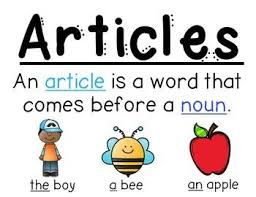 Articles
An article is a word that
comes before a noun.
the boy a bee an apple